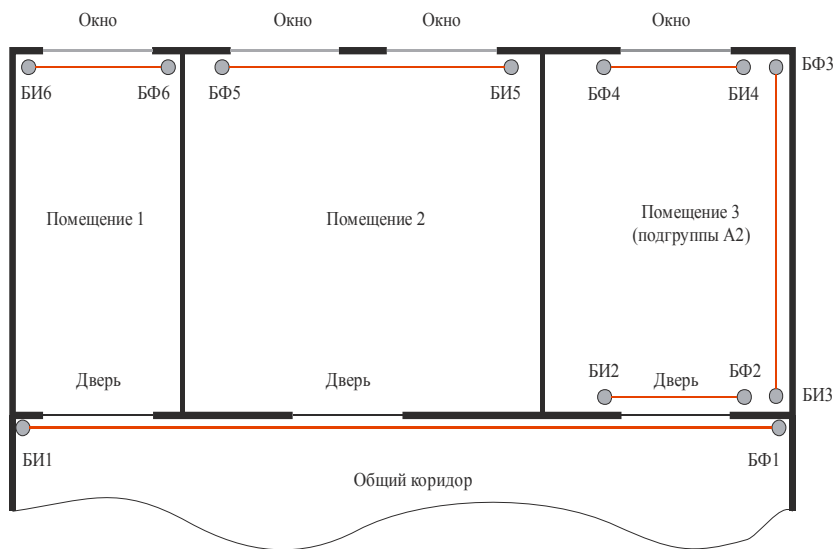 Окно
Окно
Окно
БФ3
БИ6
БФ6
БФ5
БИ5
БФ4
БИ4
Помещение 1
Помещение 2
Помещение 3
(подгруппы А2)
Дверь
Дверь
БИ2
Дверь
БФ2
БИ3
БИ1
БФ1
Общий коридор